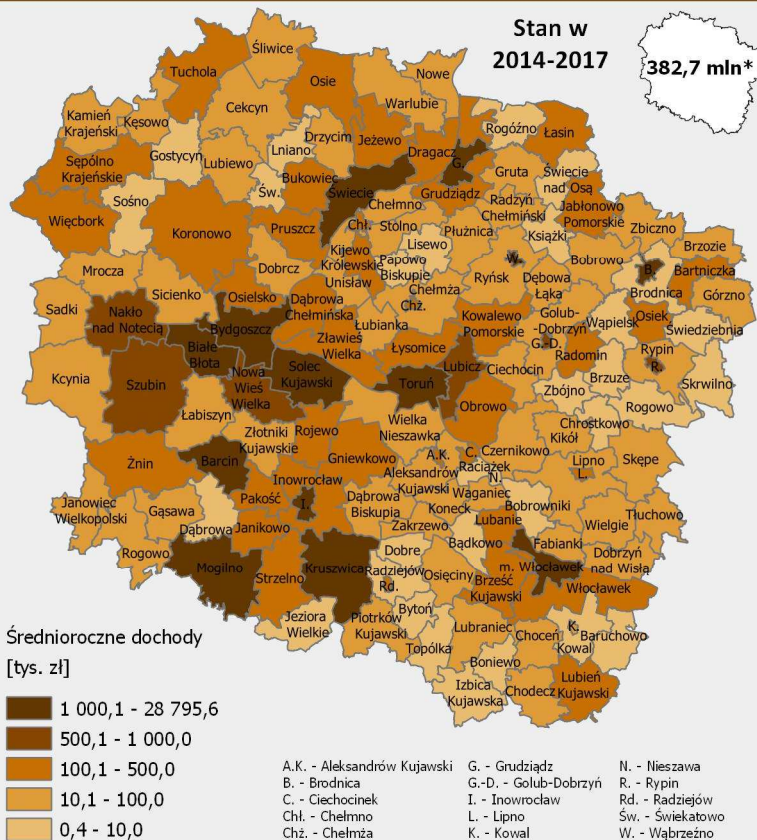 Stan w
2014-2017
382,7 mln*
Śliwice
Tuchola
Osie
Nowe
Cekcyn
Warlubie
Kamień
Krajeński
Kęsowo
Rogóźno
Łasin
Drzycim
Jeżewo
Lniano
Dragacz
G.
Gostycyn
Lubiewo
Sępólno
Krajeńskie
Bukowiec
Świecie
Gruta
Świecie
nad Osą
Św.
Grudziądz
Sośno
Chełmno
Radzyń
Chełmiński
Jabłonowo
Pomorskie
Więcbork
Koronowo
Pruszcz
Chł.
Stolno
Płużnica
Książki
Zbiczno
Lisewo
Brzozie
Kijewo
Królewskie
Papowo
Biskupie
W.
Bobrowo
B.
Bartniczka
Mrocza
Dobrcz
Unisław
Chełmża
Ryńsk
Dębowa
Łąka
Brodnica
Górzno
Sicienko
Osielsko
Dąbrowa
Chełmińska
Chż.
Sadki
Nakło
nad Notecią
Bydgoszcz
Łubianka
Kowalewo
Pomorskie
Golub-
-Dobrzyń
Wąpielsk
Osiek
Świedziebnia
Białe
Błota
Zławieś
Wielka
Łysomice
G.-D.
Radomin
Rypin
R.
Solec
Kujawski
Lubicz
Ciechocin
Kcynia
Szubin
Nowa
Wieś
Wielka
Toruń
Zbójno
Brzuze
Skrwilno
Łabiszyn
Obrowo
Rogowo
Wielka
Nieszawka
Chrostkowo
Złotniki
Kujawskie
Rojewo
Kikół
Żnin
Barcin
Gniewkowo
A.K.
C.
Czernikowo
Lipno
L.
Skępe
Raciążek
Inowrocław
Aleksandrów
Kujawski
N.
Janowiec
Wielkopolski
Gąsawa
Pakość
I.
Dąbrowa
Biskupia
Waganiec
Koneck
Bobrowniki
Tłuchowo
Dąbrowa
Janikowo
Zakrzewo
Lubanie
Wielgie
Rogowo
Bądkowo
Fabianki
Dobre
Dobrzyń
nad Wisłą
Mogilno
Strzelno
Kruszwica
Radziejów
Rd.
Osięciny
m. Włocławek
Brześć
Kujawski
Włocławek
Jeziora
Wielkie
Piotrków
Kujawski
Bytoń
Lubraniec
Choceń
K.
Kowal
Baruchowo
Topólka
Boniewo
Izbica
Kujawska
Chodecz
Lubień
Kujawski
Średnioroczne dochody
[tys. zł]
1 000,1 - 28 795,6
500,1 - 1 000,0
100,1 - 500,0
10,1 - 100,0
0,4 - 10,0
A.K. - Aleksandrów Kujawski
B. - Brodnica
C. - Ciechocinek
Chł. - Chełmno
Chż. - Chełmża
G. - Grudziądz
G.-D. - Golub-Dobrzyń
I. - Inowrocław
L. - Lipno
K. - Kowal
N. - Nieszawa
R. - Rypin
Rd. - Radziejów
Św. - Świekatowo
W. - Wąbrzeźno